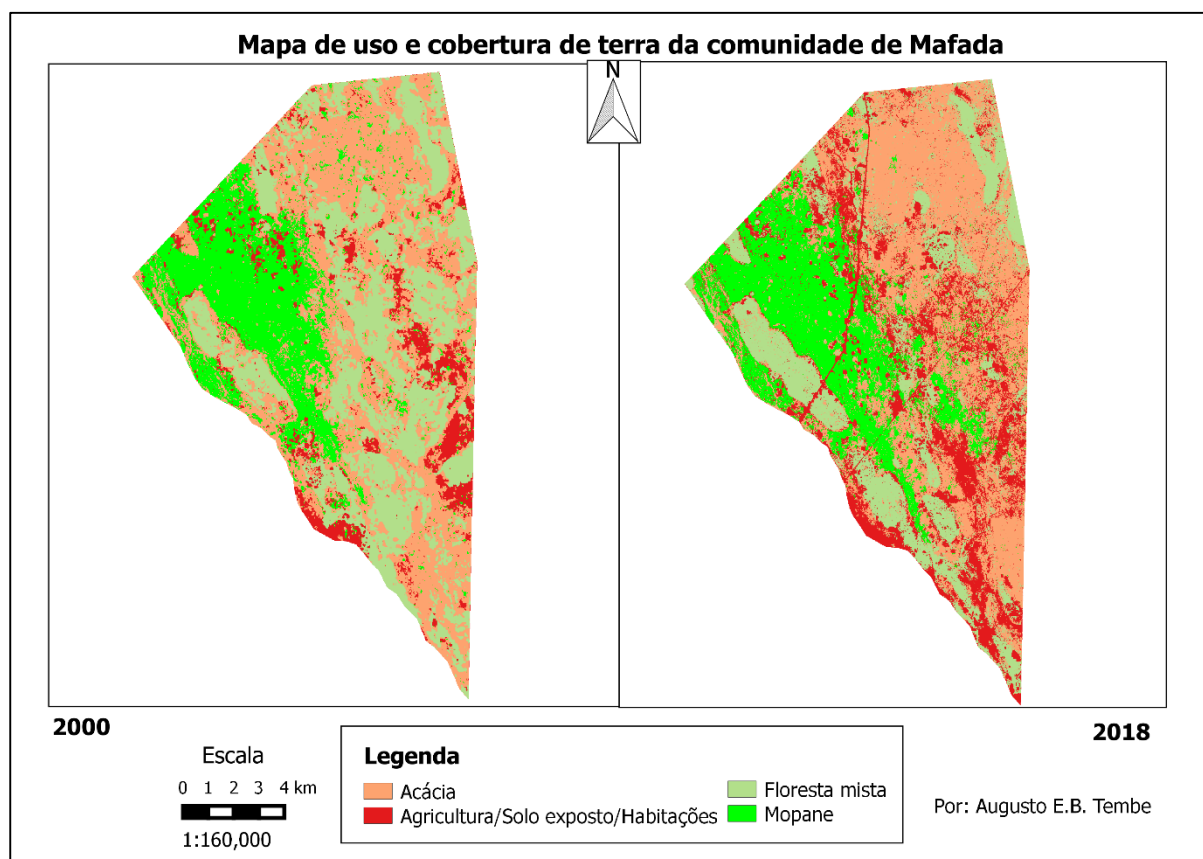 Mapa de uso e cobertura de terra da comunidade de Mafada
N
2000
2018
Escala
0 1 2 3 4 km
1:160,000
Legenda
Acácia
Agricultura/Solo exposto/Habitações
Floresta mista
Mopane
Por: Augusto E.B. Tembe